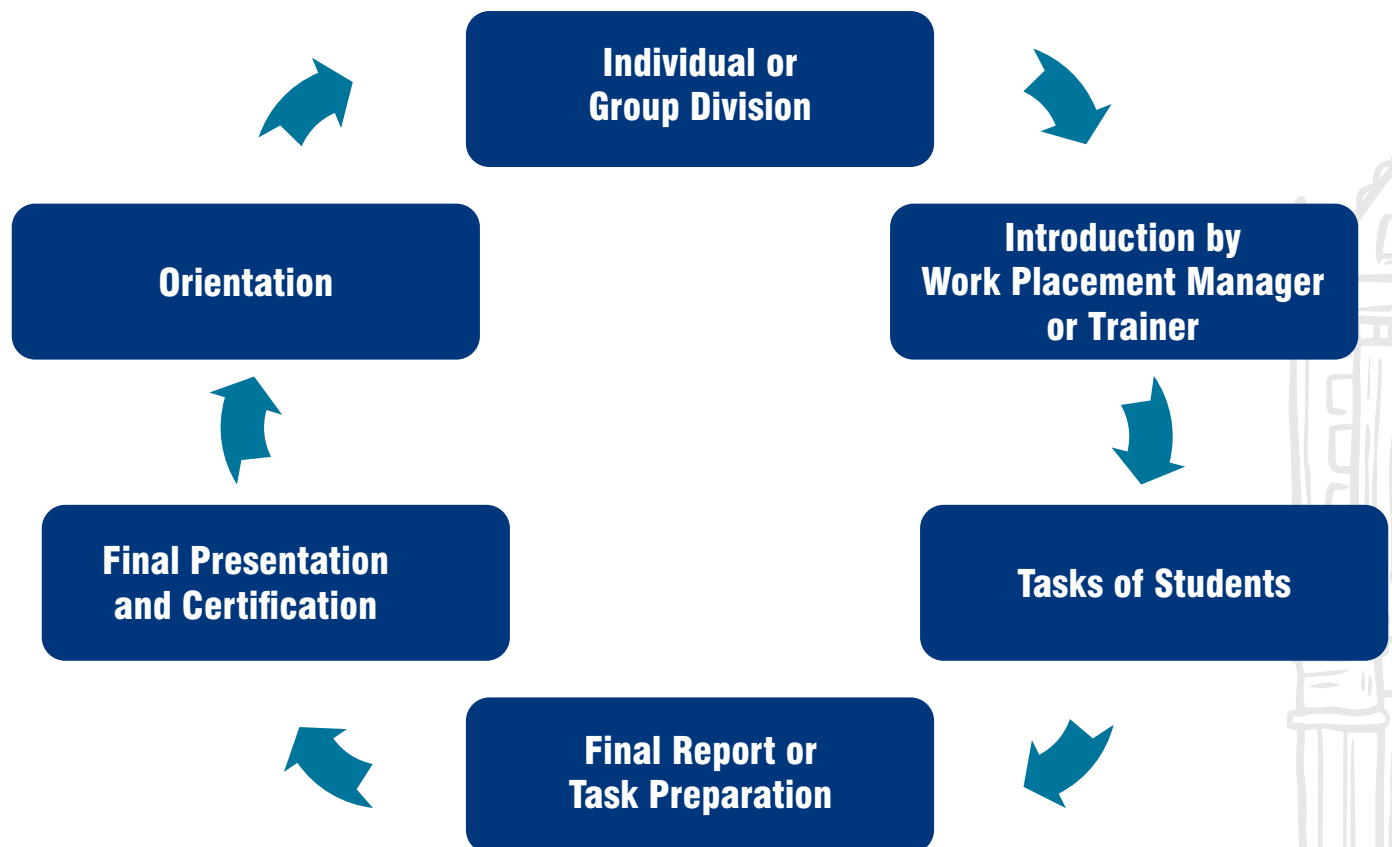 Individual or
Group Division
Orientation
Introduction by
Work Placement Manager
or Trainer
Final Presentation
and Certification
Tasks of Students
Final Report or
Task Preparation